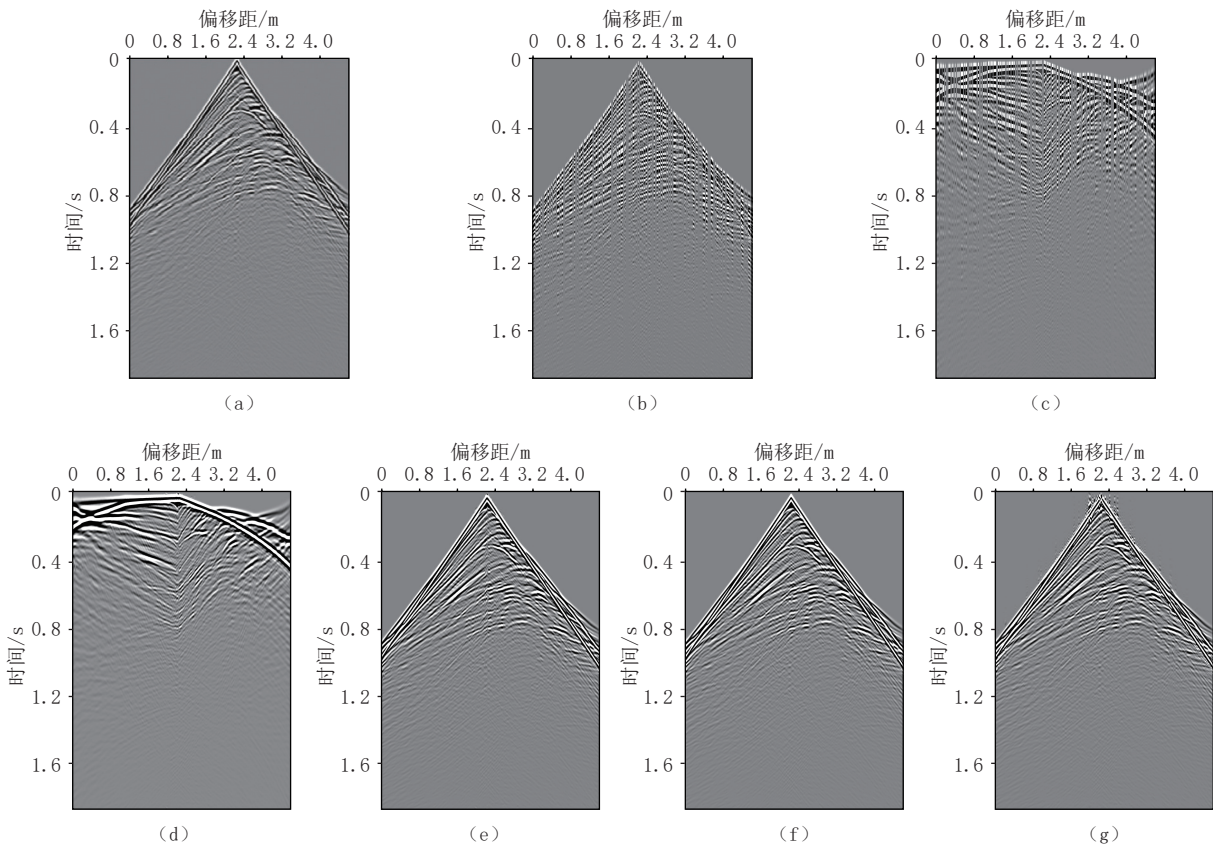 偏移距/m 偏移距/m 偏移距/m
0 0.8 1.6 2.4 3.2 4.0 0 0.8 1.6 2.4 3.2 4.0 0 0.8 1.6 2.4 3.2 4.0
0 0 0
0.4 0.4 0.4
0.8 0.8 0.8
时间/s 时间/s 时间/s
1.2 1.2 1.2
1.6 1.6 1.6
(a) (b) (c)
偏移距/m 偏移距/m 偏移距/m 偏移距/m
0 0.8 1.6 2.4 3.2 4.0 0 0.8 1.6 2.4 3.2 4.0 0 0.8 1.6 2.4 3.2 4.0 0 0.8 1.6 2.4 3.2 4.0
0 0 0 0
0.4 0.4 0.4 0.4
0.8 0.8 0.8 0.8
时间/s 时间/s 时间/s 时间/s
1.2 1.2 1.2 1.2
1.6 1.6 1.6 1.6
(d) (e) (f) (g)